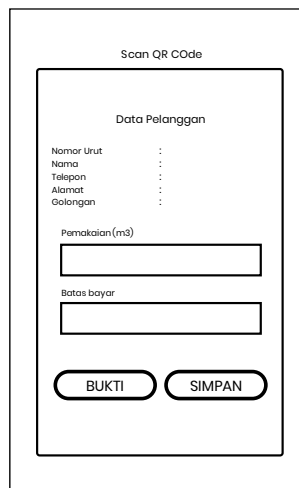 Scan QR COde
Data Pelanggan
Nomor Urut :
Nama :
Telepon :
Alamat :
Golongan :
Pemakaian (m3)
Batas bayar
BUKTI SIMPAN